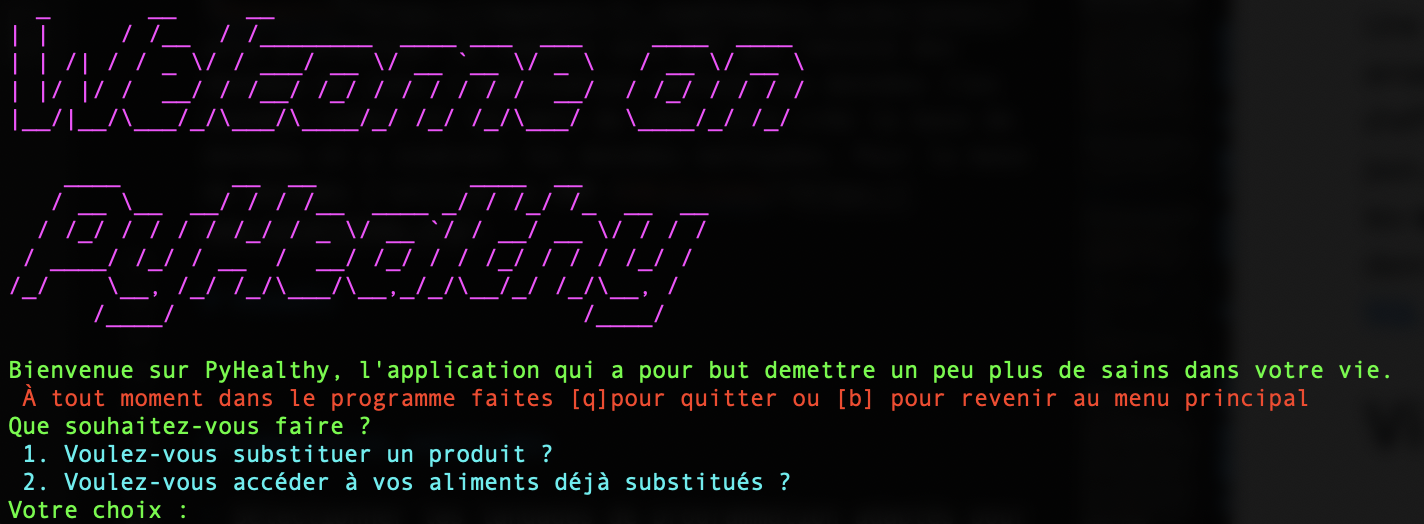 Welcome on
PyHealthy
Bienvenue sur PyHealthy, l'application qui a pour but demettre un peu plus de sains dans votre vie.
À tout moment dans le programme faites [q]pour quitter ou [b] pour revenir au menu principal
Que souhaitez-vous faire ?
1. Voulez-vous substituer un produit ?
2. Voulez-vous accéder à vos aliments déjà substitués ?
Votre choix :